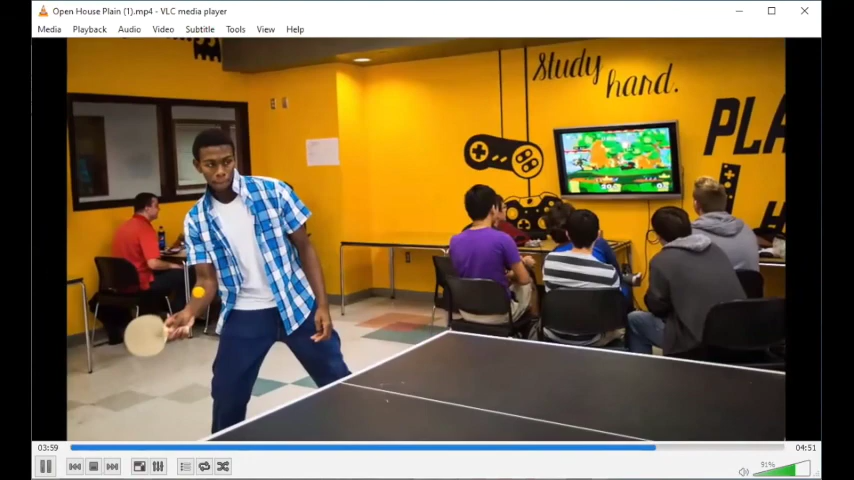 Open House Plain (1).mp4 - VLC media player
Media Playback Audio Video Subtitle Tools View Help
study
hard.
PLA
H
03:59
04:51
91%